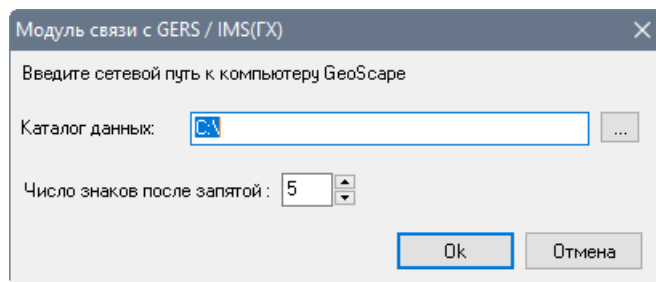 Модуль связи с GERS / IMS(ГХ)
Введите сетевой путь к компьютеру GeoScape
Каталог данных: C:\ ...
Число знаков после запятой : 5
Ok Отмена